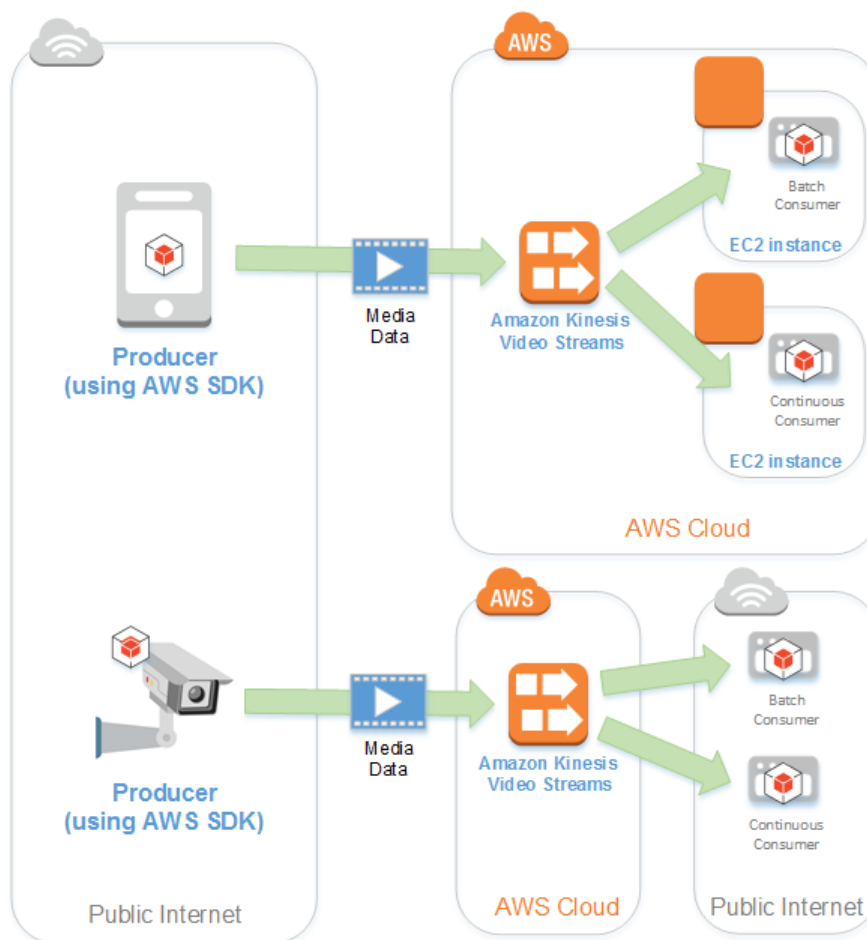 AWS
Batch
Consumer
EC2 instance
Producer
(using AWS SDK)
Media
Data
Amazon Kinesis
Video Streams
Continuous
Consumer
EC2 instance
AWS Cloud
AWS
Producer
(using AWS SDK)
Media
Data
Amazon Kinesis
Video Streams
Batch
Consumer
Continuous
Consumer
Public Internet
AWS Cloud
Public Internet